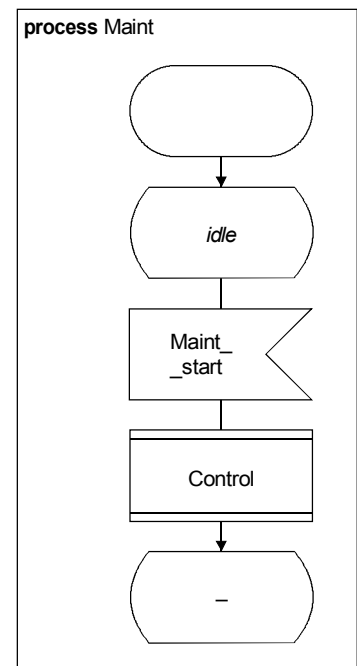 process Maint
idle
Maint_
_start
Control
_